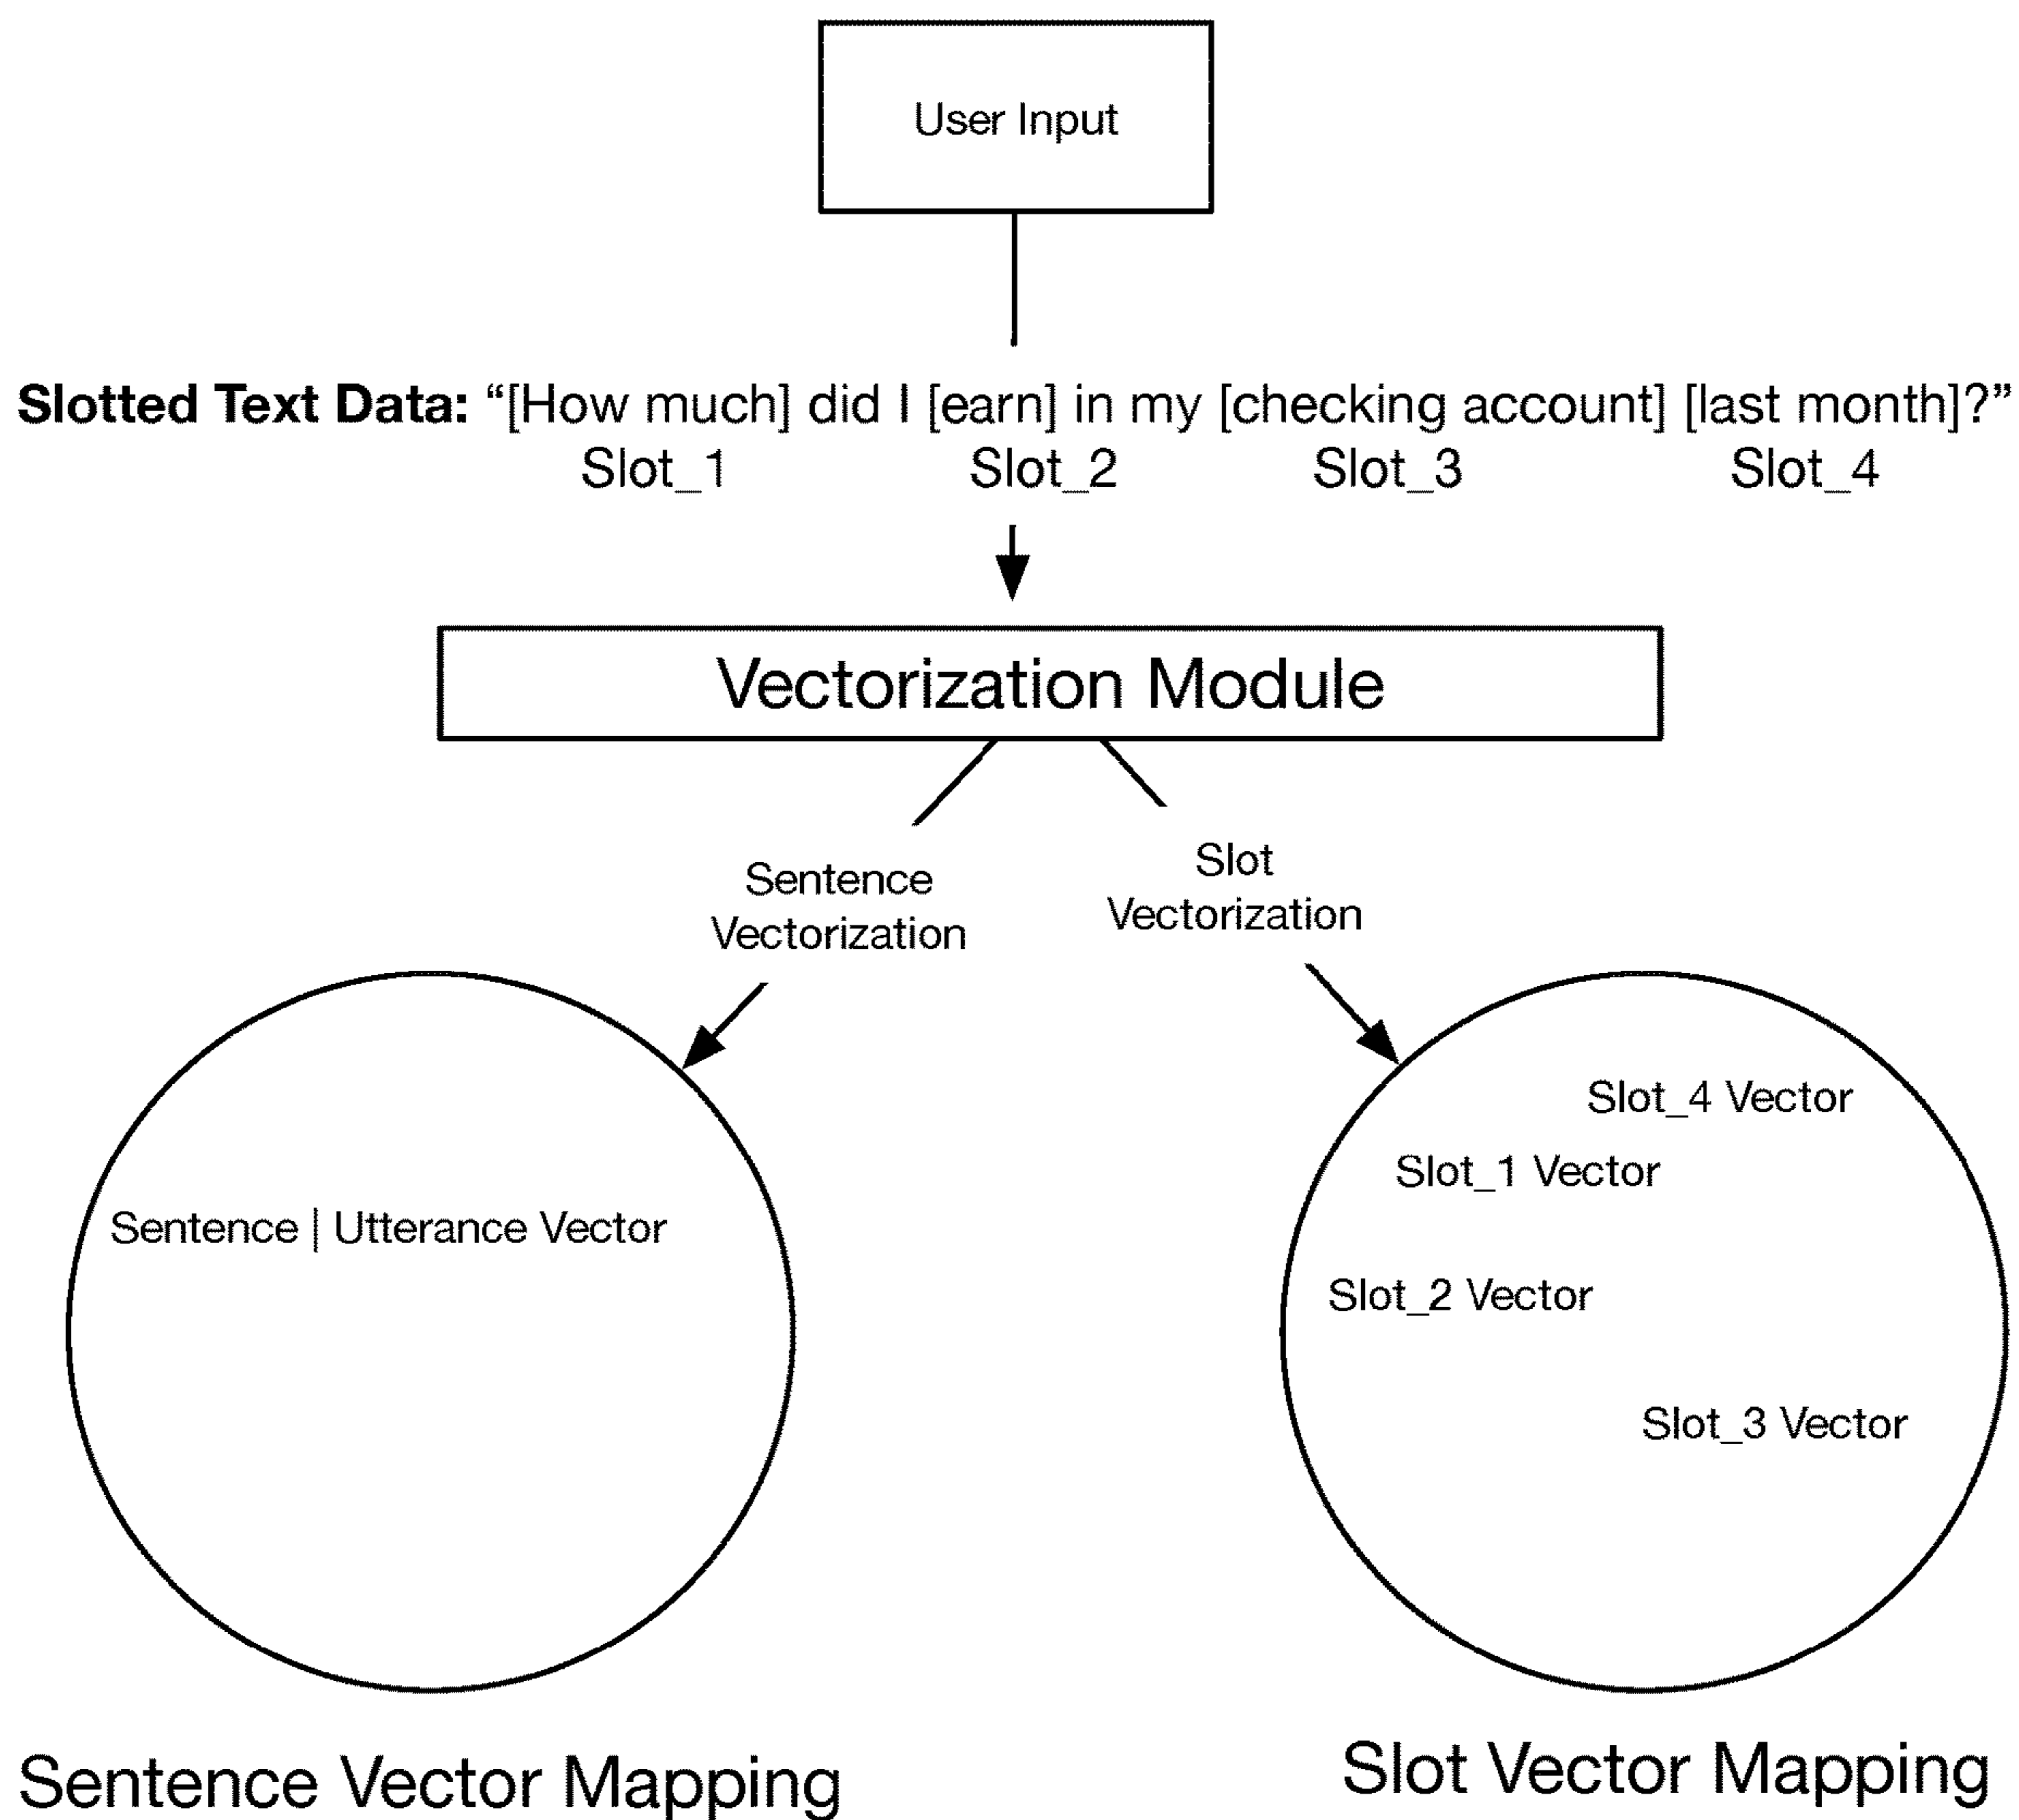 User Input
Slotted Text Data: “[How much] did I [earn] in my [checking account] [last month]?”
Slot_1 Slot_2 Slot_3 Slot_4
Vectorization Module
Sentence
Vectorization
Slot
Vectorization
Sentence | Utterance Vector
Slot_4 Vector
Slot_1 Vector
Slot_2 Vector
Slot_3 Vector
Sentence Vector Mapping
Slot Vector Mapping